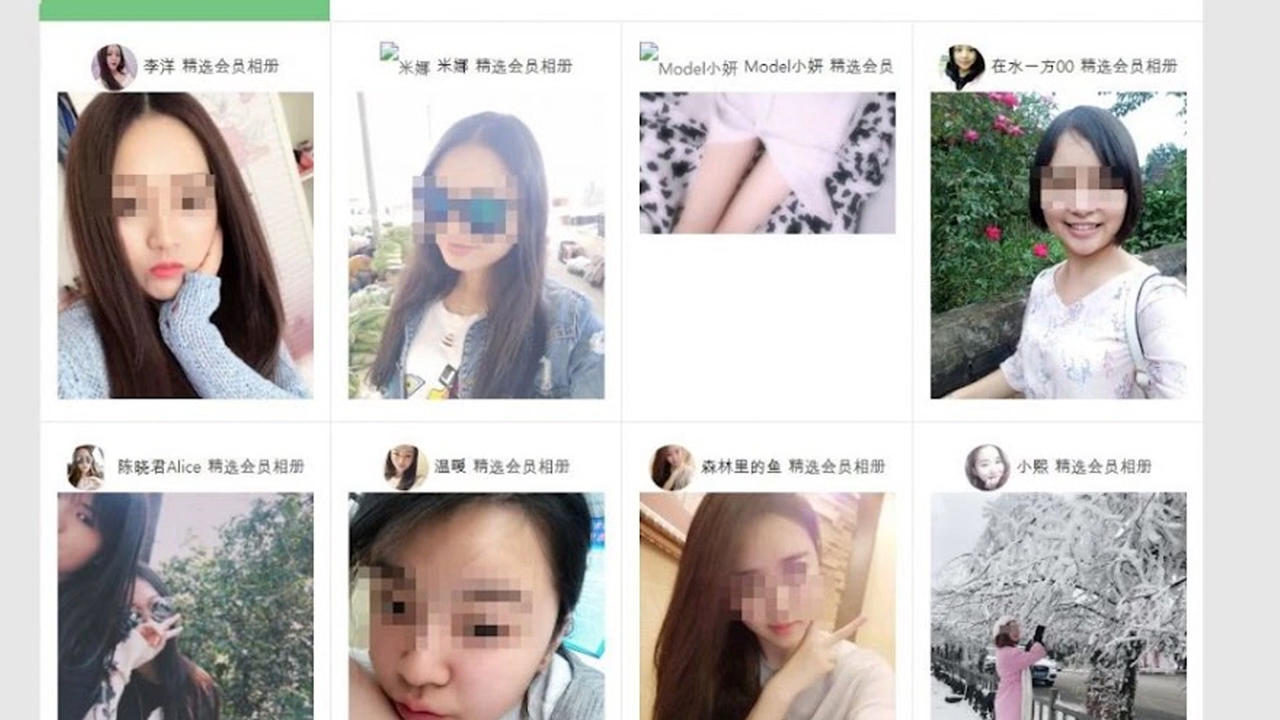 李洋 精选会员相册
米娜 米娜 精选会员相册
Model小妍 Model小妍 精选会员
在水一方00 精选会员相册
陈晓君Alice 精选会员相册
温暖 精选会员相册
森林里的鱼 精选会员相册
小熙 精选会员相册